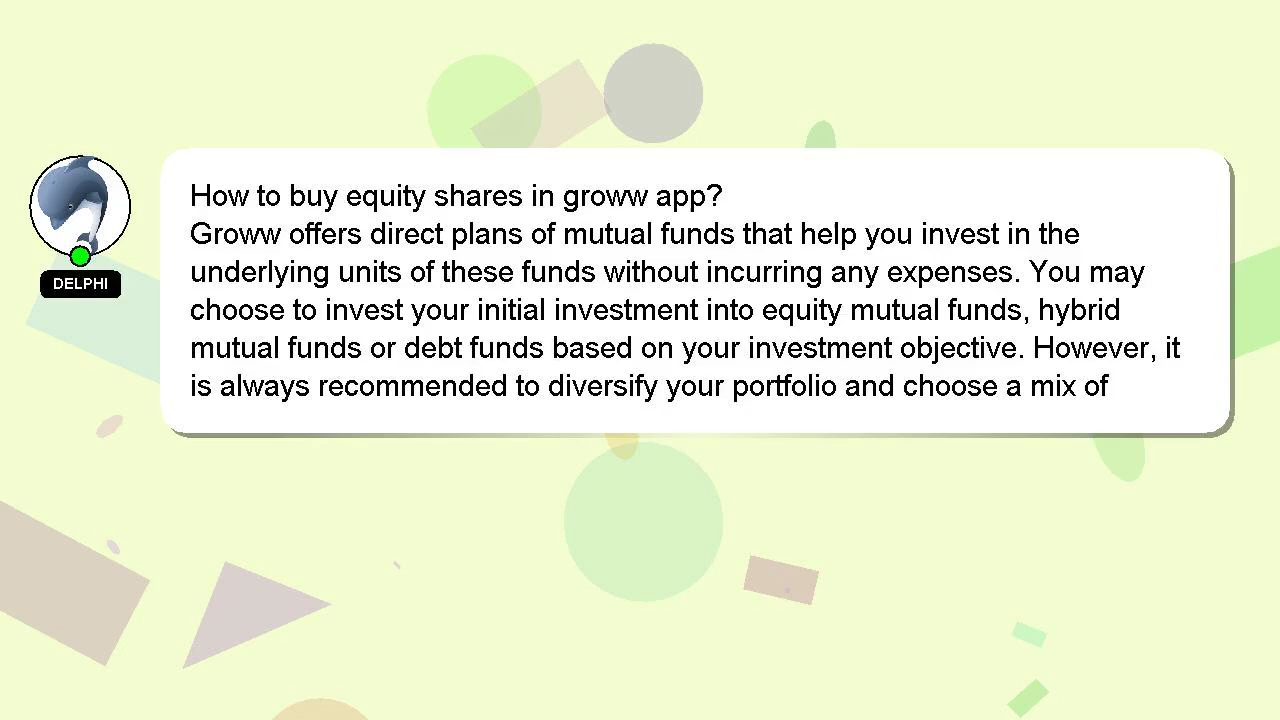 How to buy equity shares in groww app?
Groww offers direct plans of mutual funds that help you invest in the
underlying units of these funds without incurring any expenses. You may
choose to invest your initial investment into equity mutual funds, hybrid
mutual funds or debt funds based on your investment objective. However, it
is always recommended to diversify your portfolio and choose a mix of
DELPHI